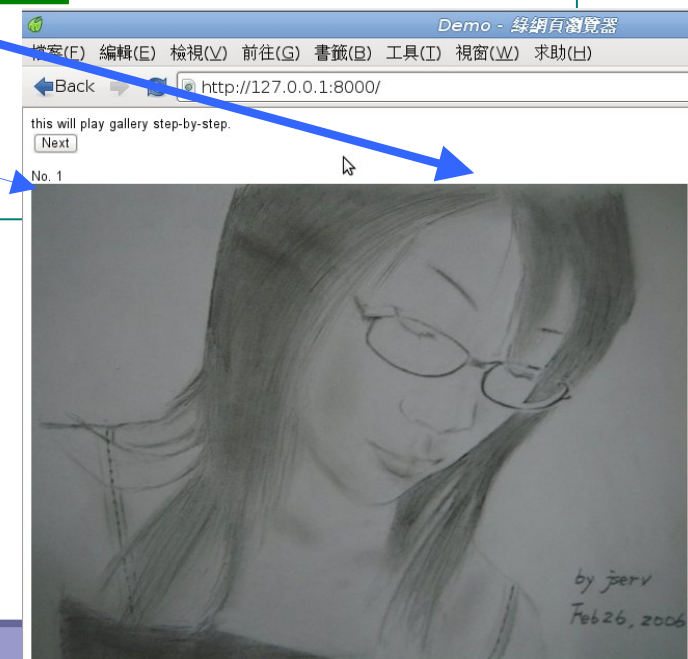 Demo - 綠網頁瀏覽器
檔案(F) 編輯(E) 檢視(V) 前往(G) 書籤(B) 工具(T) 視窗(W) 求助(H)
Back http://127.0.0.1:8000/
this will play gallery step-by-step.
Next
No. 1
by jserv
Feb 26, 2006